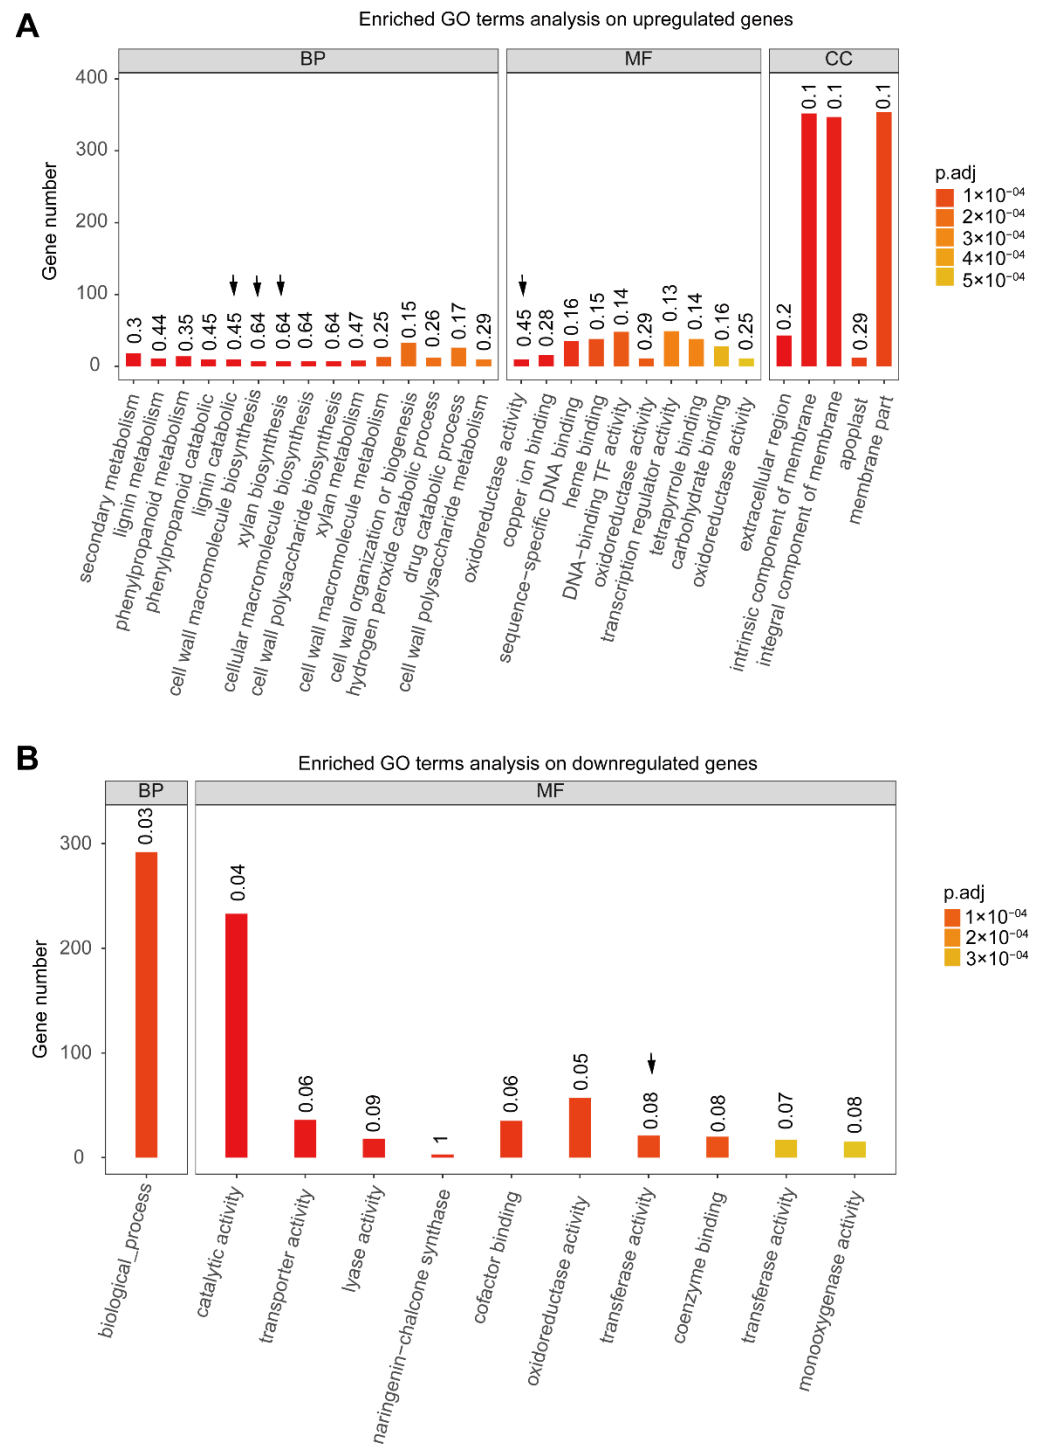 A
Enriched GO terms analysis on upregulated genes
BP
MF
CC
400
300
200
100
0
Gene number
0.3
0.44
0.35
0.45
0.45
0.64
0.64
0.64
0.64
0.47
0.25
0.15
0.26
0.17
0.29
0.45
0.28
0.16
0.15
0.14
0.29
0.13
0.14
0.16
0.25
0.2
0.1
0.1
0.29
0.1
secondary metabolism
lignin metabolism
phenylpropanoid metabolism
phenylpropanoid catabolic
lignin catabolic
cell wall macromolecule biosynthesis
xylan biosynthesis
cellular macromolecule biosynthesis
cell wall polysaccharide biosynthesis
xylan metabolism
cell wall macromolecule metabolism
cell wall organization or biogenesis
hydrogen peroxide catabolic process
drug catabolic process
cell wall polysaccharide metabolism
oxidoreductase activity
copper ion binding
sequence−specific DNA binding
heme binding
DNA−binding TF activity
oxidoreductase activity
transcription regulator activity
tetrapyrrole binding
carbohydrate binding
oxidoreductase activity
extracellular region
intrinsic component of membrane
integral component of membrane
apoplast
membrane part
p.adj
1×10⁻⁰⁴
2×10⁻⁰⁴
3×10⁻⁰⁴
4×10⁻⁰⁴
5×10⁻⁰⁴
B
Enriched GO terms analysis on downregulated genes
BP
MF
300
200
100
0
Gene number
0.03
0.04
0.06
0.09
1
0.06
0.05
0.08
0.08
0.07
0.08
biological_process
catalytic activity
transporter activity
lyase activity
naringenin−chalcone synthase
cofactor binding
oxidoreductase activity
transferase activity
coenzyme binding
transferase activity
monooxygenase activity
p.adj
1×10⁻⁰⁴
2×10⁻⁰⁴
3×10⁻⁰⁴